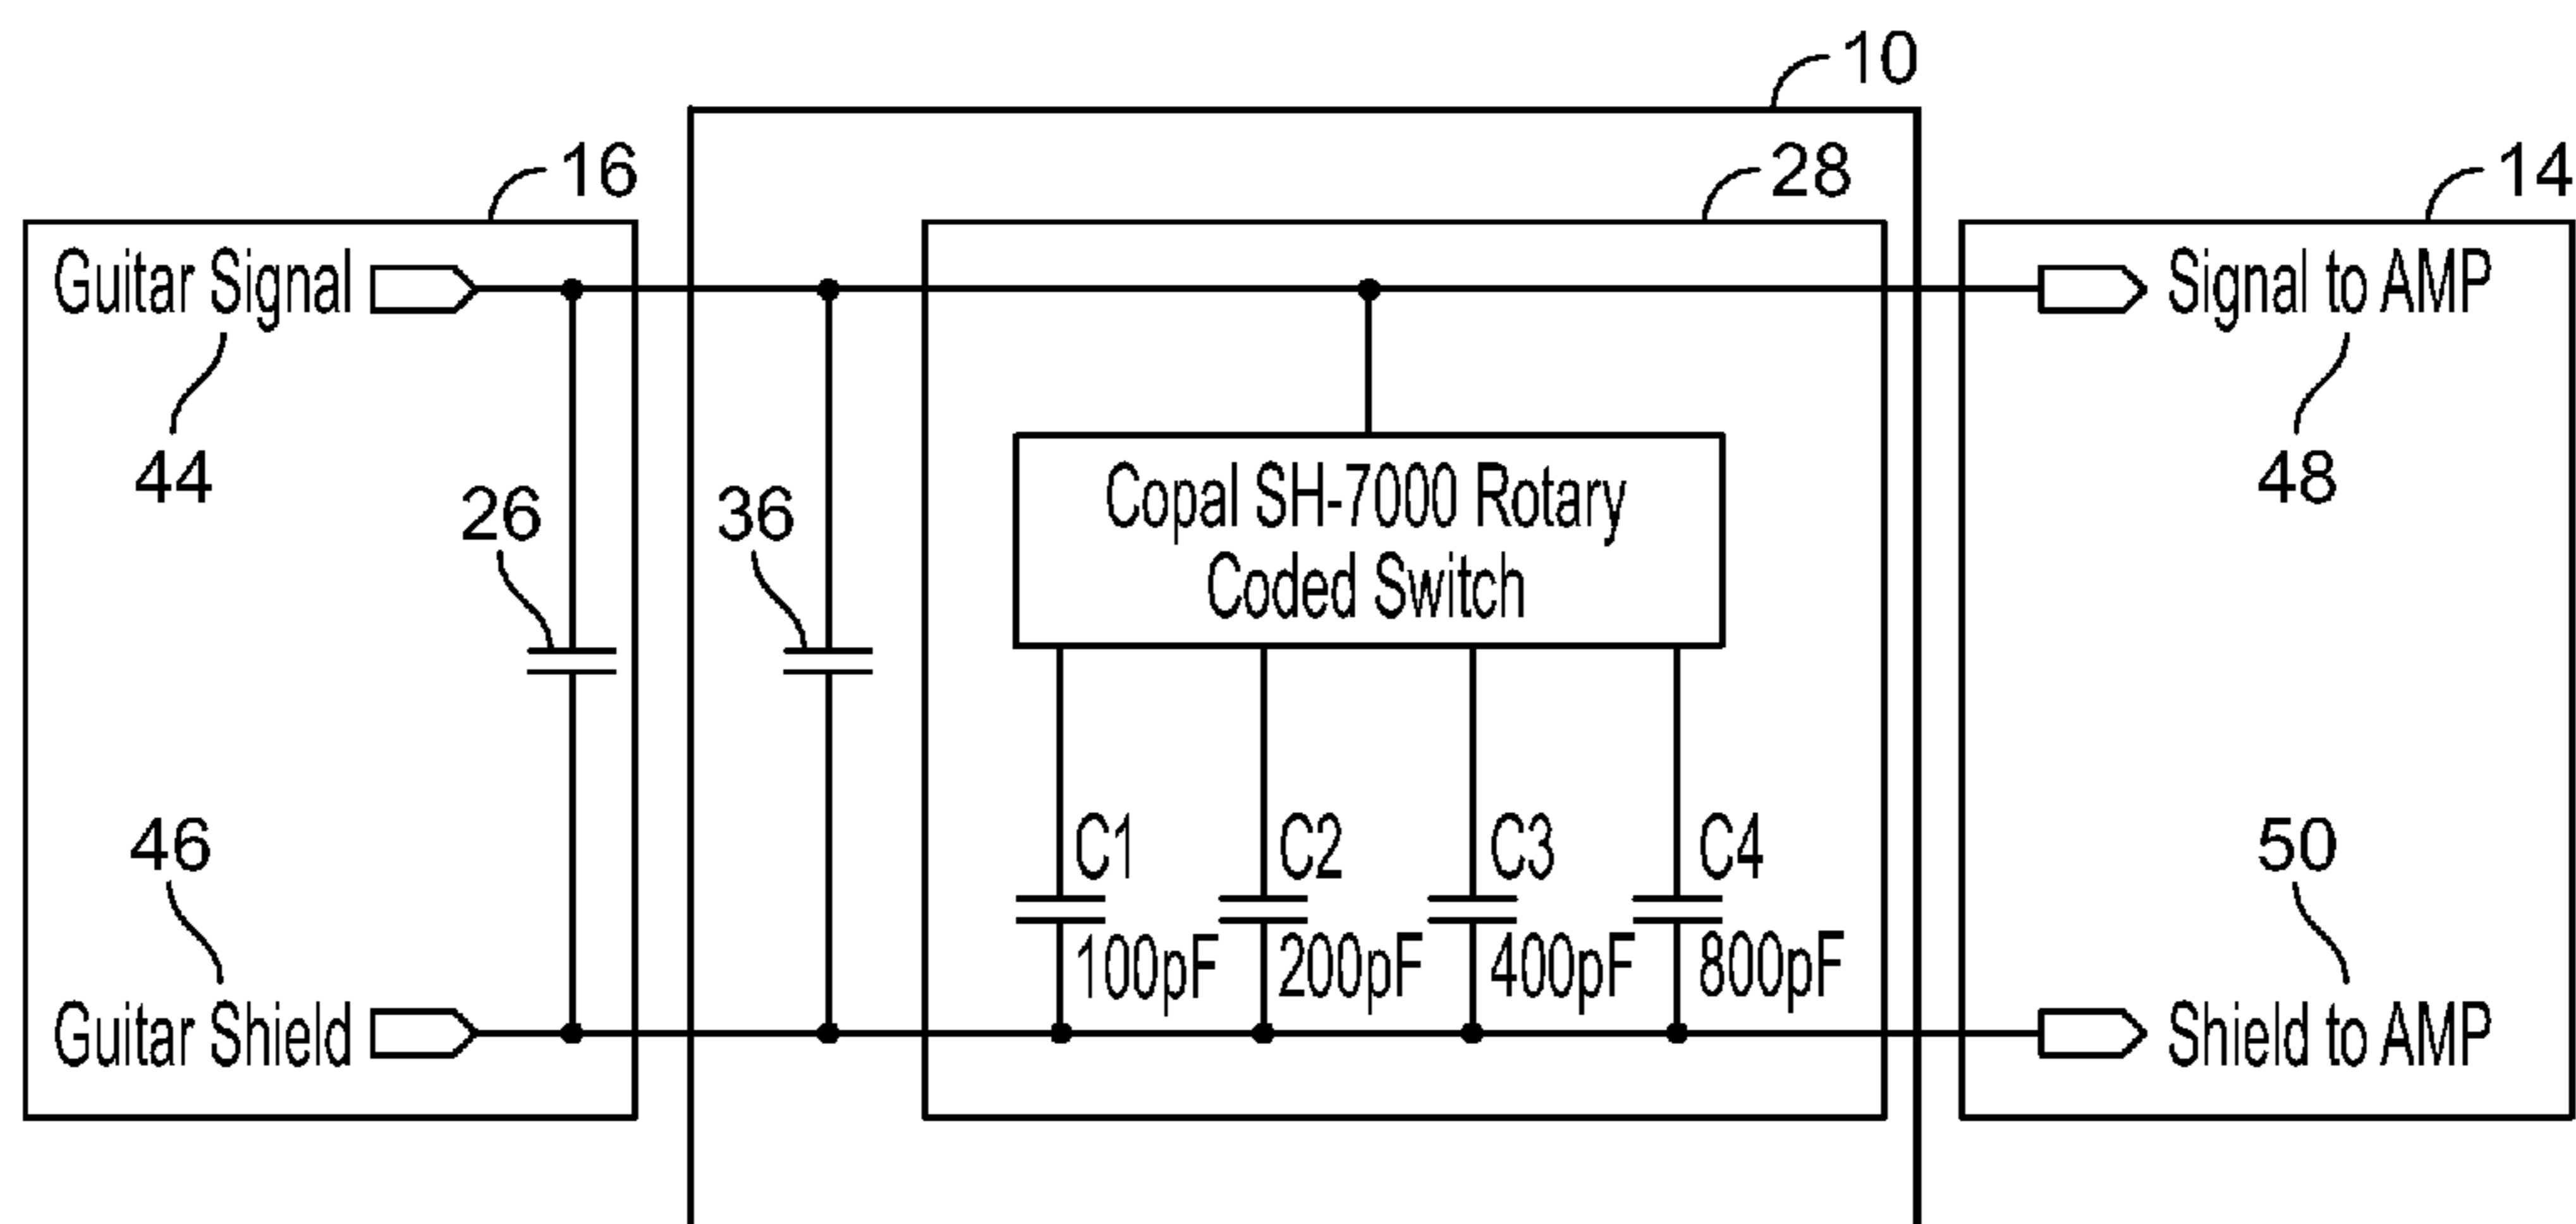 10
16
28
14
Guitar Signal
Signal to AMP
44
48
26
36
Copal SH-7000 Rotary
Coded Switch
C1
C2
C3
C4
46
50
100pF
200pF
400pF
800pF
Guitar Shield
Shield to AMP